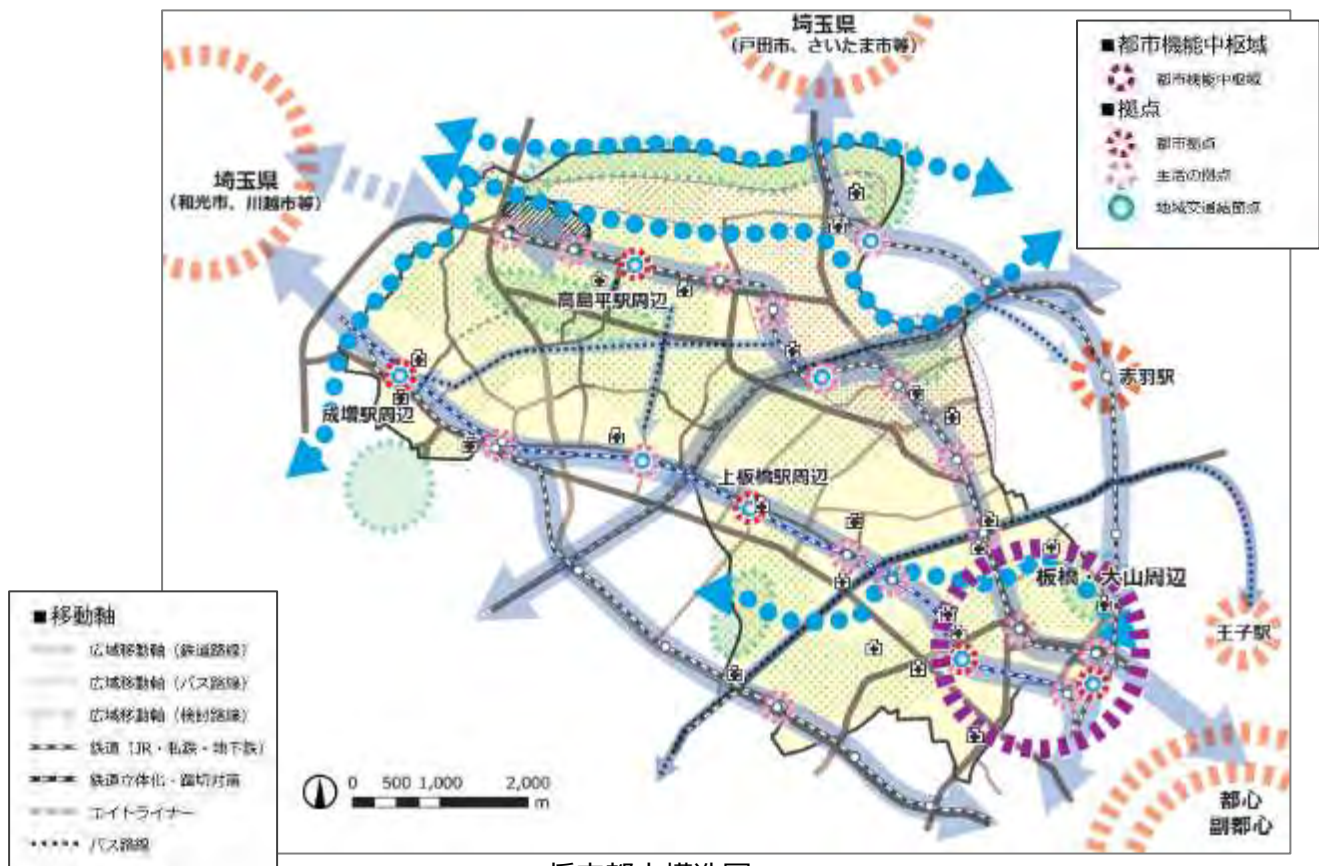 埼玉県
(戸田市、さいたま市等)
■都市機能中枢域
都市機能中枢域
■拠点
都市拠点
生活の拠点
地域交通結節点
埼玉県
(和光市、川越市等)
高島平駅周辺
赤羽駅
成増駅周辺
上板橋駅周辺
板橋・大山周辺
王子駅
■移動軸
広域移動軸(鉄道路線)
広域移動軸(バス路線)
広域移動軸(検討路線)
鉄道(JR・私鉄・地下鉄)
鉄道立体化・踏切対策
エイトライナー
バス路線
0 500 1,000 2,000
m
都心
副都心